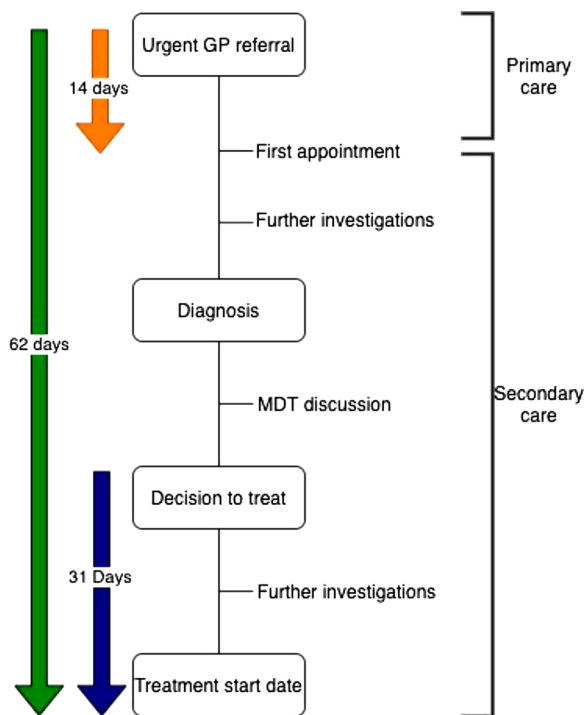 Urgent GP referral
14 days
Primary
care
First appointment
Further investigations
Diagnosis
62 days
MDT discussion
Secondary
care
Decision to treat
31 Days
Further investigations
Treatment start date